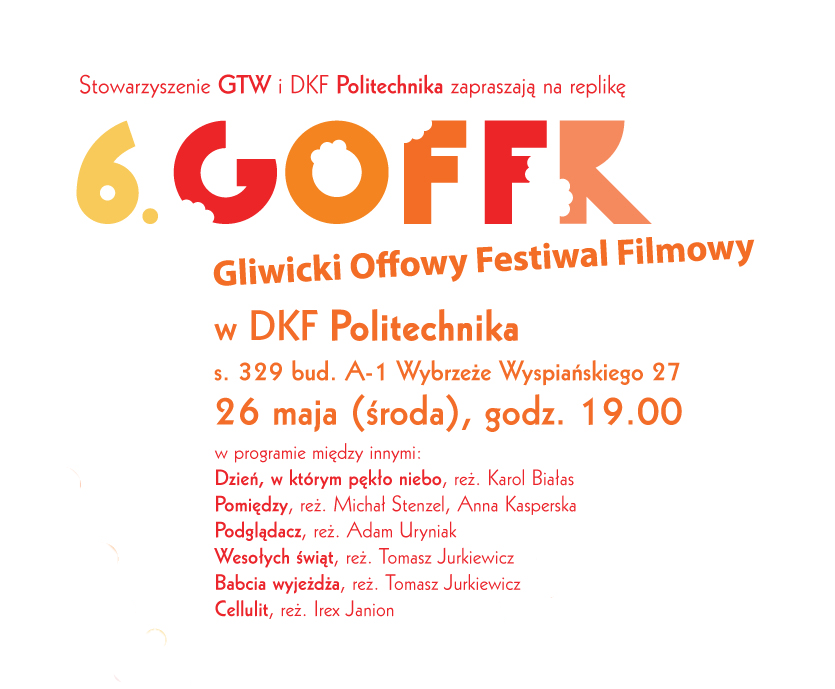 Stowarzyszenie GTW i DKF Politechnika zapraszają na replikę
6. GOFFR
Gliwicki Offowy Festiwal Filmowy
w DKF Politechnika
s. 329 bud. A-1 Wybrzeże Wyspiańskiego 27
26 maja (środa), godz. 19.00
w programie między innymi:
Dzień, w którym pękło niebo, reż. Karol Białas
Pomiędzy, reż. Michał Stenzel, Anna Kasperska
Podglądacz, reż. Adam Uryniak
Wesołych świąt, reż. Tomasz Jurkiewicz
Babcia wyjeżdża, reż. Tomasz Jurkiewicz
Cellulit, reż. Irex Janion